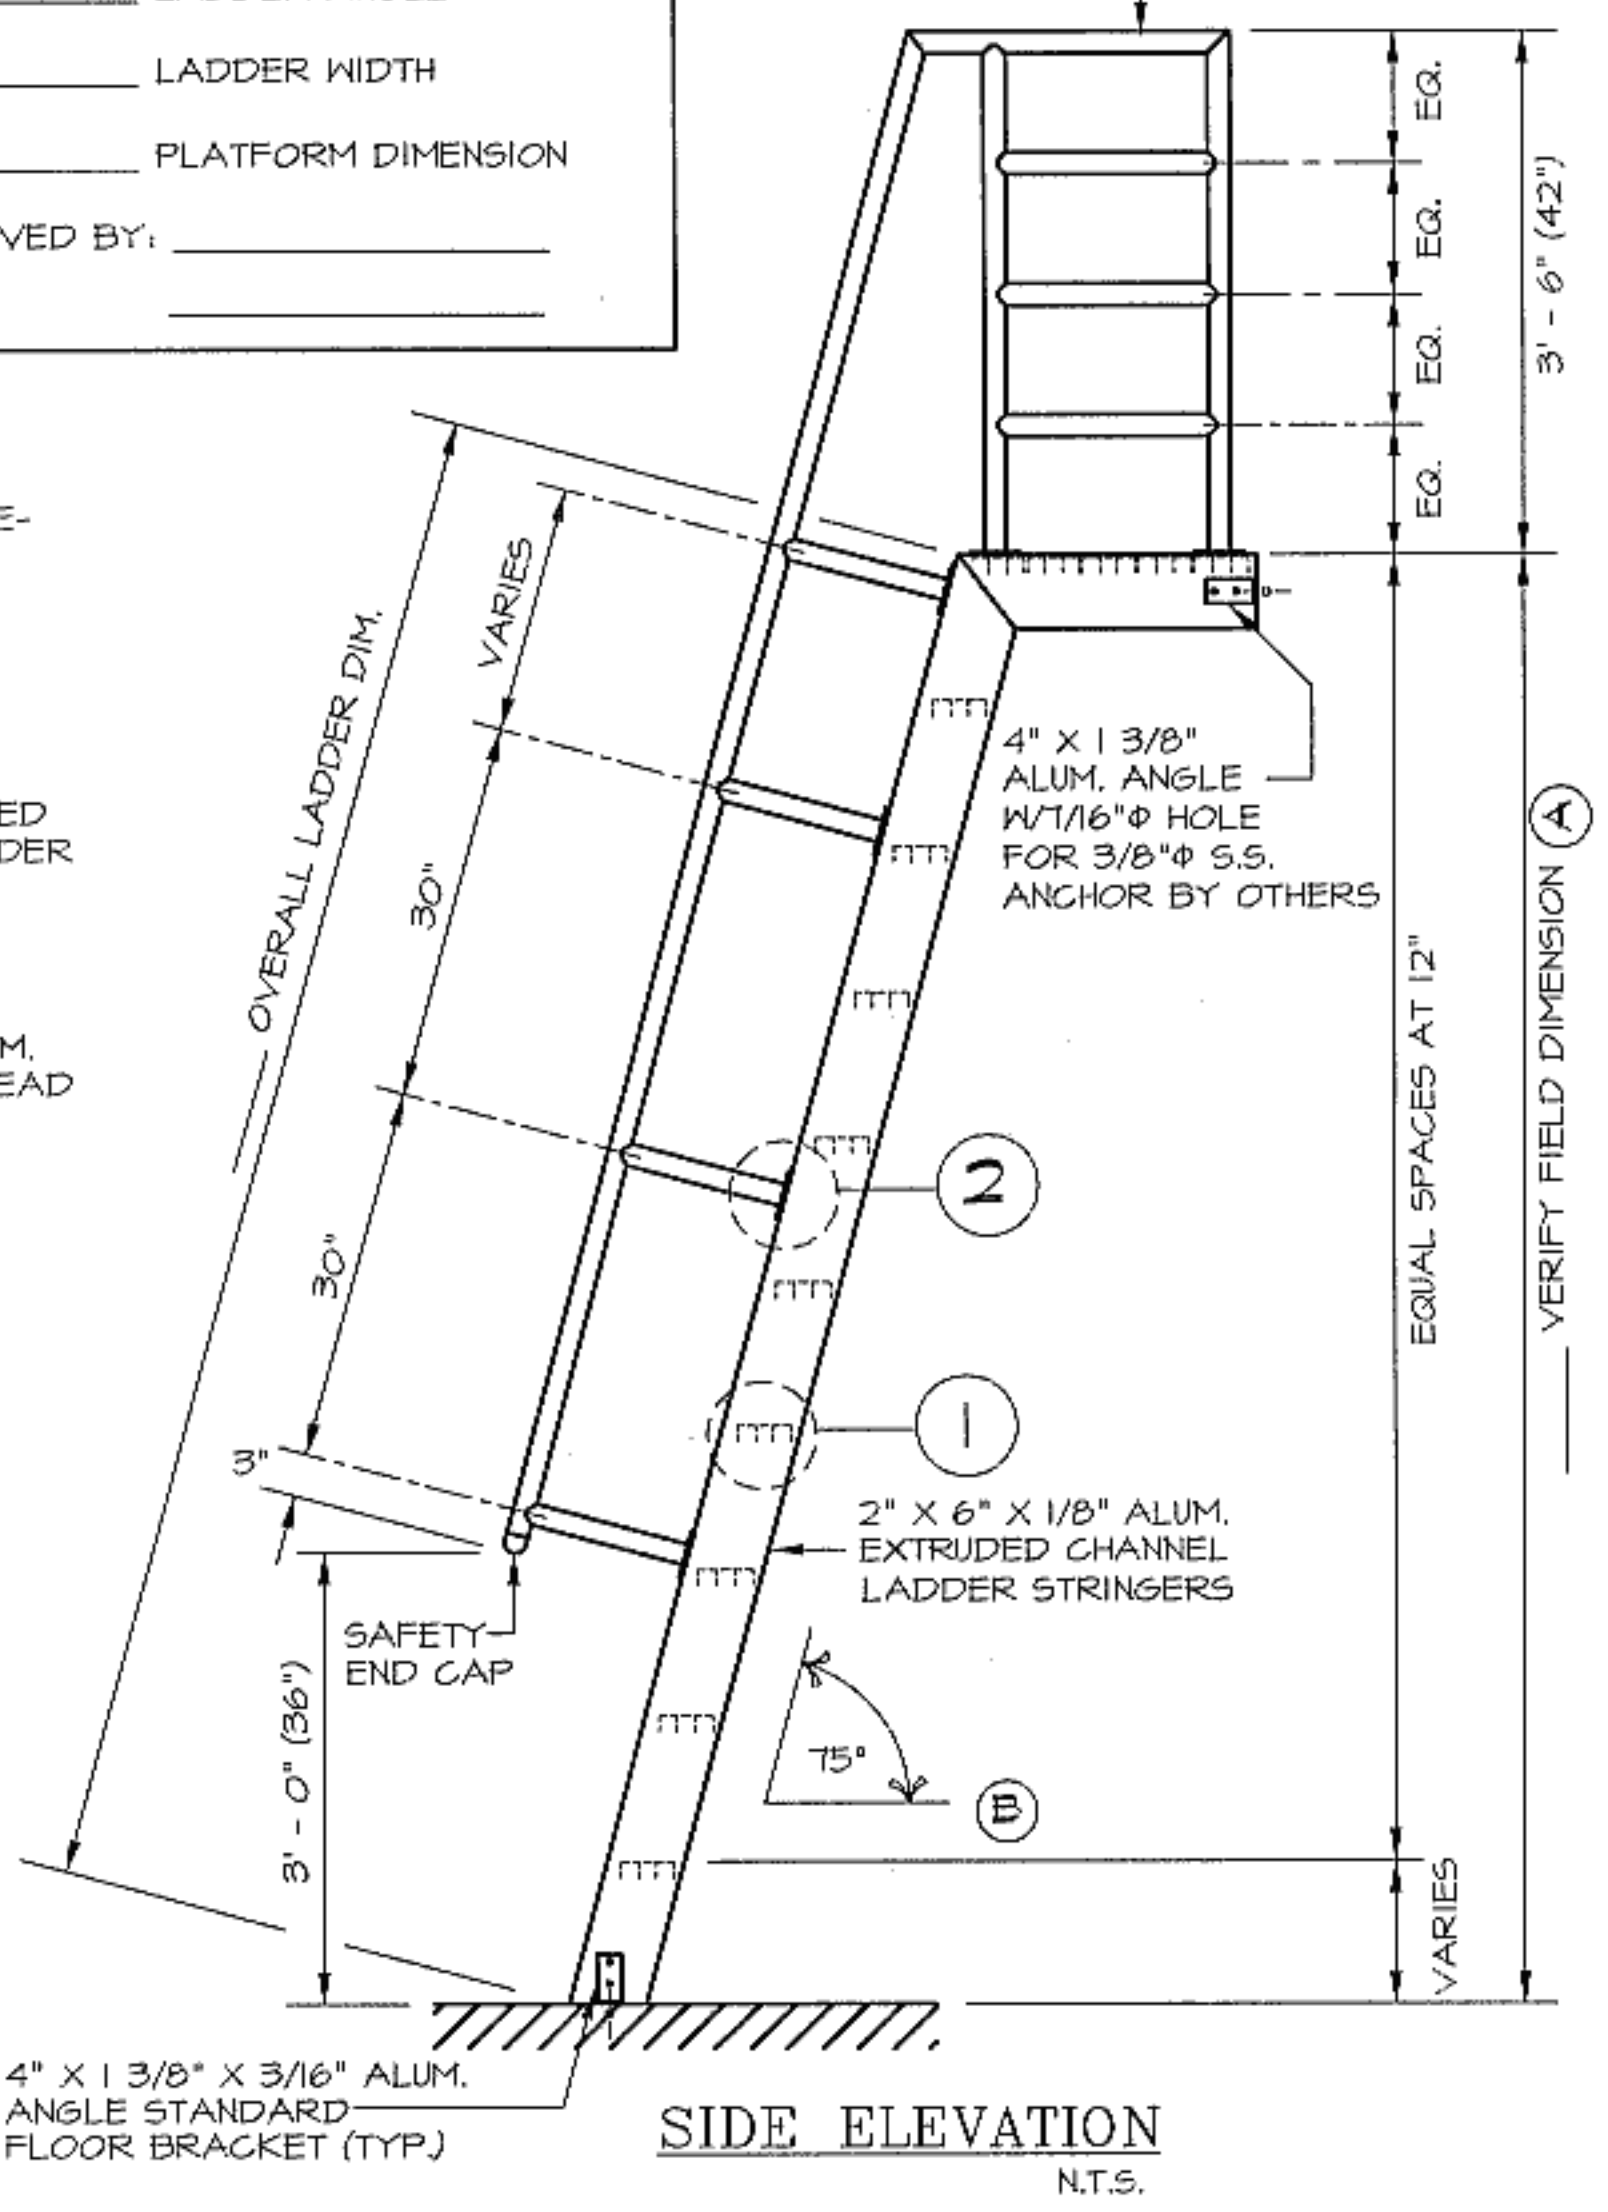 LADDER WIDTH
PLATFORM DIMENSION
VED BY:
EQ.
EQ.
EQ.
EQ.
3' - 6" (42")
E-
ED
DER
M.
EAD
OVERALL LADDER DIM.
VARIES
30"
30"
3"
4" X 1 3/8"
ALUM. ANGLE
W/7/16"Φ HOLE
FOR 3/8"Φ S.S.
ANCHOR BY OTHERS
EQUAL SPACES AT 12"
VERIFY FIELD DIMENSION A
2
1
2" X 6" X 1/8" ALUM.
EXTRUDED CHANNEL
LADDER STRINGERS
SAFETY
END CAP
3' - 0" (36")
75°
B
VARIES
4" X 1 3/8" X 3/16" ALUM.
ANGLE STANDARD
FLOOR BRACKET (TYP.)
SIDE ELEVATION
N.T.S.